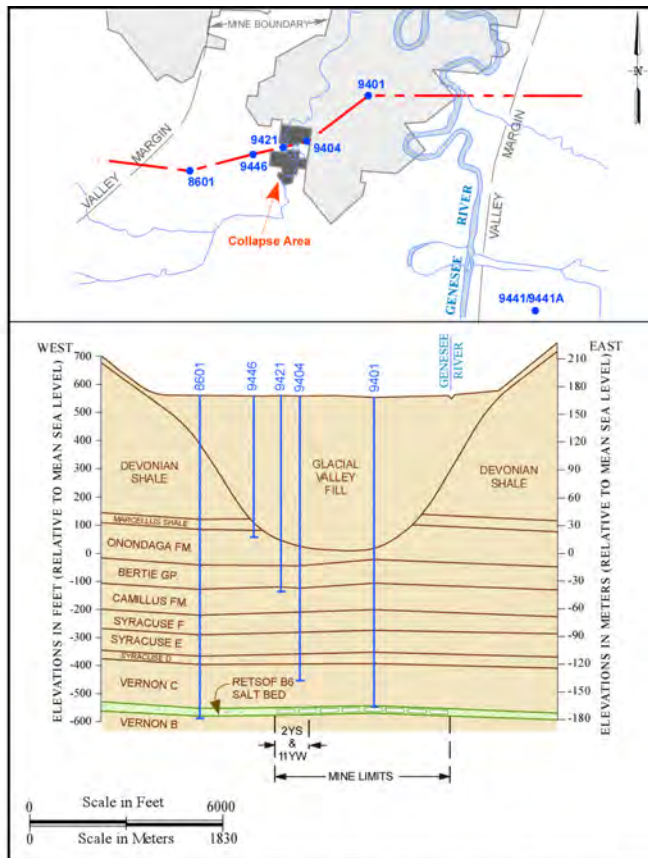 MINE BOUNDARY
N
9401
VALLEY MARGIN
9421
9404
9446
8601
Collapse Area
GENESEE RIVER
VALLEY MARGIN
9441/9441A
WEST
EAST
GENESEE
RIVER
8601
9446
9421
9404
9401
ELEVATIONS IN FEET (RELATIVE TO MEAN SEA LEVEL)
700
600
500
400
300
200
100
0
-100
-200
-300
-400
-500
-600
ELEVATIONS IN METERS (RELATIVE TO MEAN SEA LEVEL)
210
180
160
120
90
60
30
0
-30
-60
-90
-120
-150
-180
DEVONIAN
SHALE
GLACIAL
VALLEY
FILL
DEVONIAN
SHALE
MARCELLUS SHALE
ONONDAGA FM.
BERTIE GP.
CAMILLUS FM.
SYRACUSE F
SYRACUSE E
SYRACUSE D
VERNON C
RETSOF B6
SALT BED
VERNON B
2YS
&
11YW
MINE LIMITS
0 Scale in Feet 6000
0 Scale in Meters 1830